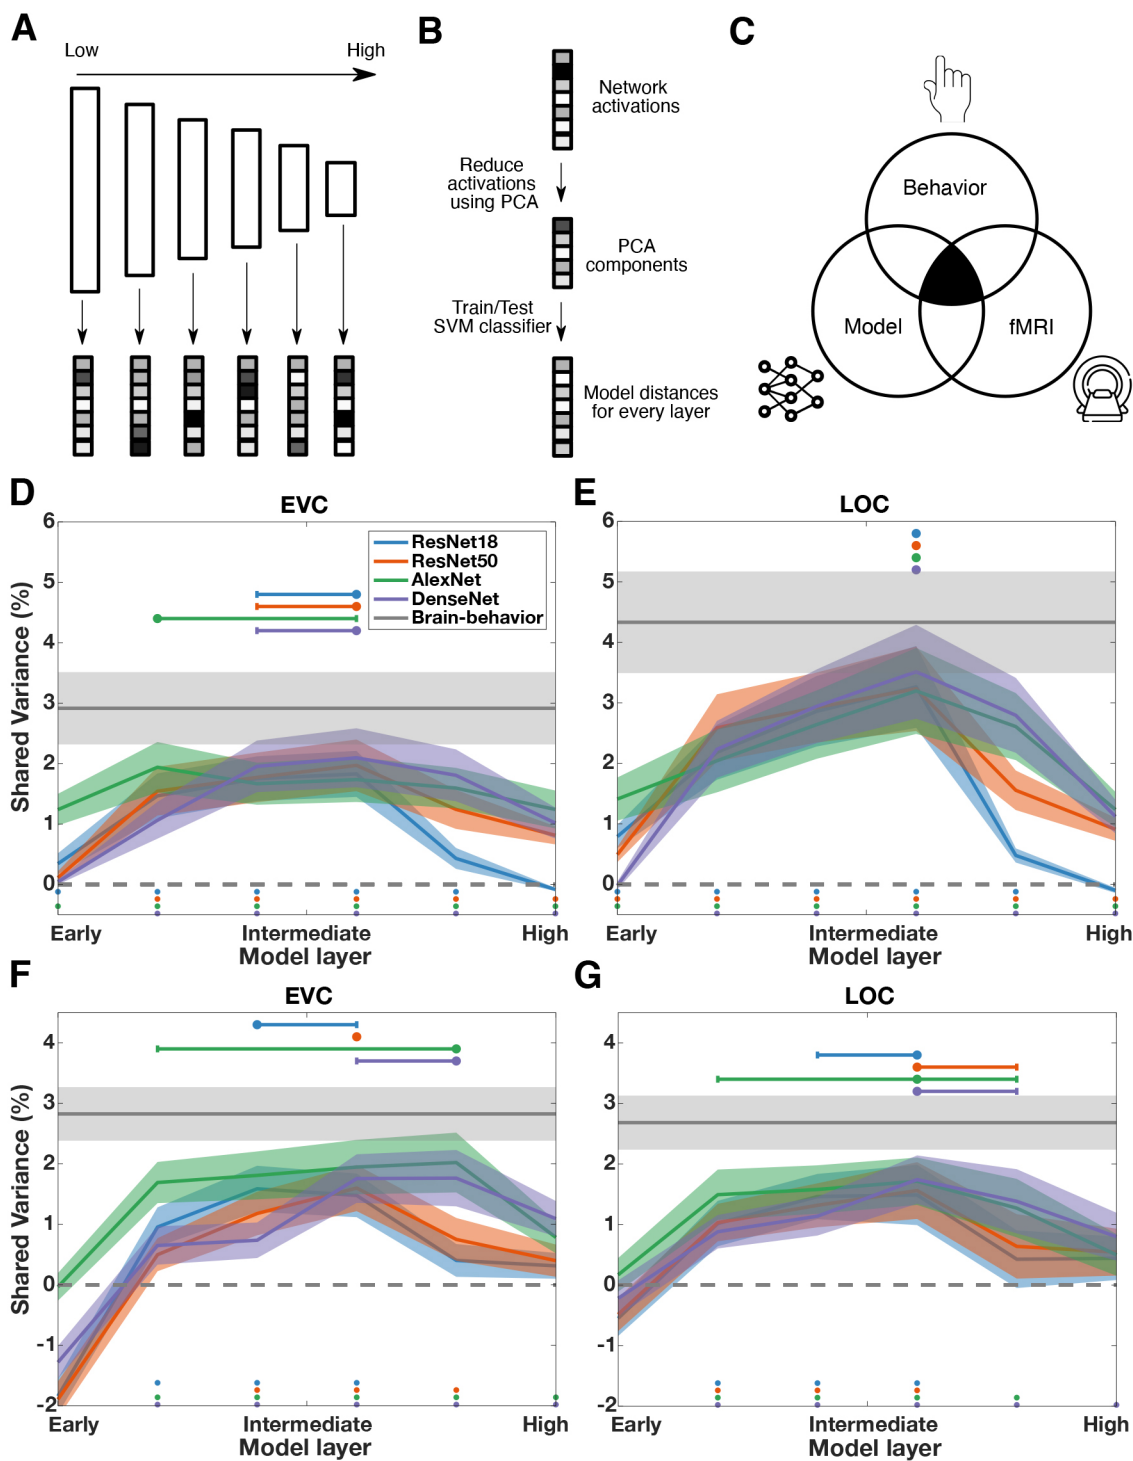 A
Low
High
B
Network
activations
Reduce
activations
using PCA
PCA
components
Train/Test
SVM classifier
Model distances
for every layer
C
Behavior
Model
fMRI
D
EVC
6
5
4
3
2
1
0
Shared Variance (%)
ResNet18
ResNet50
AlexNet
DenseNet
Brain-behavior
Early
Intermediate
High
Model layer
E
LOC
6
5
4
3
2
1
0
Early
Intermediate
High
Model layer
F
EVC
4
3
2
1
0
-1
-2
Shared Variance (%)
Early
Intermediate
High
Model layer
G
LOC
4
3
2
1
0
-1
-2
Early
Intermediate
High
Model layer